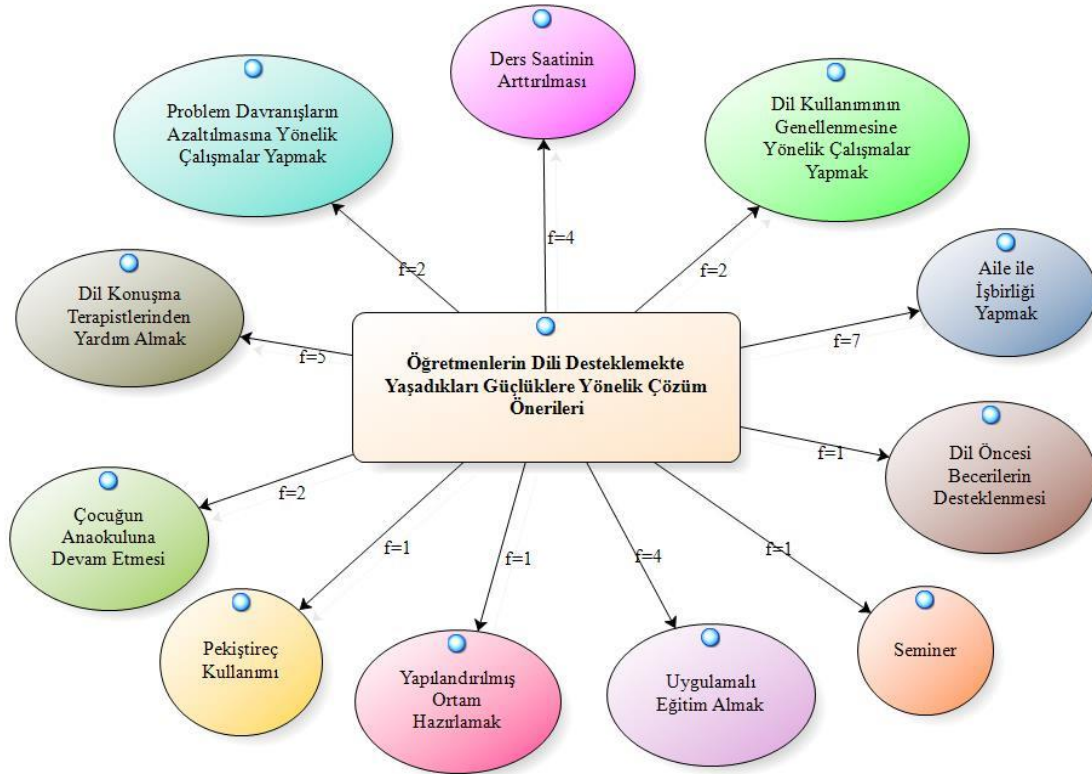 Ders Saatinin
Arttırılması
Problem Davranışların
Azaltılmasına Yönelik
Çalışmalar Yapmak
Dil Kullanımının
Genellenmesine
Yönelik Çalışmalar
Yapmak
f=4
f=2
f=2
Dil Konuşma
Terapistlerinden
Yardım Almak
Aile ile
İşbirliği
Yapmak
f=5
f=7
Öğretmenlerin Dili Desteklemekte
Yaşadıkları Güçlüklere Yönelik Çözüm
Önerileri
f=1
Dil Öncesi
Becerilerin
Desteklenmesi
f=2
Çocuğun
Anaokuluna
Devam Etmesi
f=1
f=1
f=4
f=1
Pekiştireç
Kullanımı
Yapılandırılmış
Ortam
Hazırlamak
Uygulamalı
Eğitim Almak
Seminer